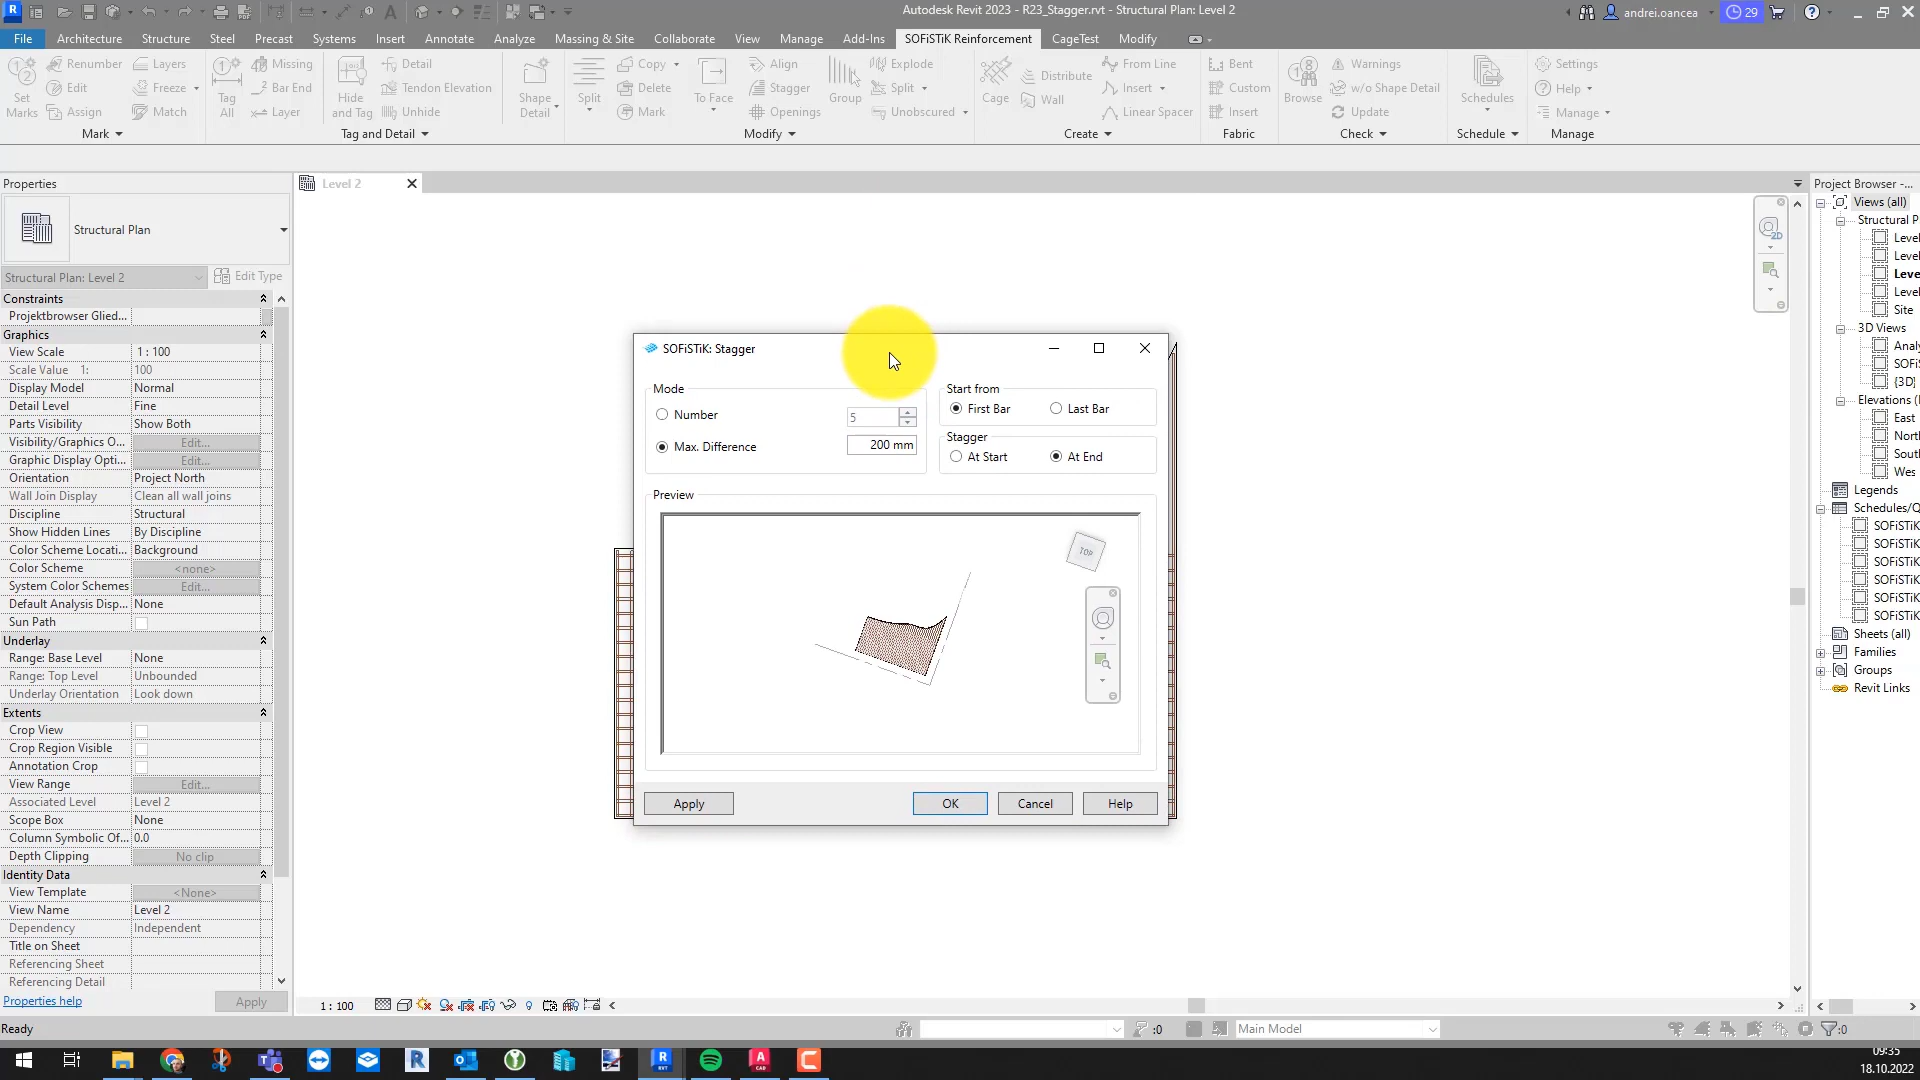 Autodesk Revit 2023 - R23_Stagger.rvt - Structural Plan: Level 2
andrei.oancea
29
File Architecture Structure Steel Precast Systems Insert Annotate Analyze Massing & Site Collaborate View Manage Add-Ins SOFiSTiK Reinforcement CageTest Modify
Set Marks
Renumber
Edit
Assign
Layers
Freeze
Match
Tag All
Missing
Bar End
Layer
Hide and Tag
Detail
Tendon Elevation
Unhide
Shape Detail
Split
Copy
Delete
Mark
To Face
Align
Stagger
Openings
Group
Explode
Split
Unobscured
Cage
Distribute
Wall
From Line
Insert
Linear Spacer
Bent
Custom
Insert
Browse
Warnings
w/o Shape Detail
Update
Schedules
Settings
Help
Manage
Mark
Tag and Detail
Modify
Create
Fabric
Check
Schedule
Manage
Properties
Structural Plan
Structural Plan: Level 2
Edit Type
Constraints
Projektbrowser Glied...
Graphics
View Scale 1 : 100
Scale Value 1: 100
Display Model Normal
Detail Level Fine
Parts Visibility Show Both
Visibility/Graphics O... Edit...
Graphic Display Opti... Edit...
Orientation Project North
Wall Join Display Clean all wall joins
Discipline Structural
Show Hidden Lines By Discipline
Color Scheme Locati... Background
Color Scheme <none>
System Color Schemes Edit...
Default Analysis Disp... None
Sun Path
Underlay
Range: Base Level None
Range: Top Level Unbounded
Underlay Orientation Look down
Extents
Crop View
Crop Region Visible
Annotation Crop
View Range Edit...
Associated Level Level 2
Scope Box None
Column Symbolic Of... 0.0
Depth Clipping No clip
Identity Data
View Template <None>
View Name Level 2
Dependency Independent
Title on Sheet
Referencing Sheet
Referencing Detail
Properties help
Apply
Level 2
2D
SOFiSTiK: Stagger
Mode
Number 5
Max. Difference 200 mm
Start from
First Bar Last Bar
Stagger
At Start At End
Preview
TOP
Apply OK Cancel Help
Project Browser -...
Views (all)
Structural P
Level
Level
Leve
Level
Site
3D Views
Analy
SOFi
{3D}
Elevations (
East
Nort
Sout
Wes
Legends
Schedules/Q
SOFiSTiK
SOFiSTiK
SOFiSTiK
SOFiSTiK
SOFiSTiK
SOFiSTiK
Sheets (all)
Families
Groups
Revit Links
1 : 100
Ready
:0
Main Model
:0
09:35
18.10.2022